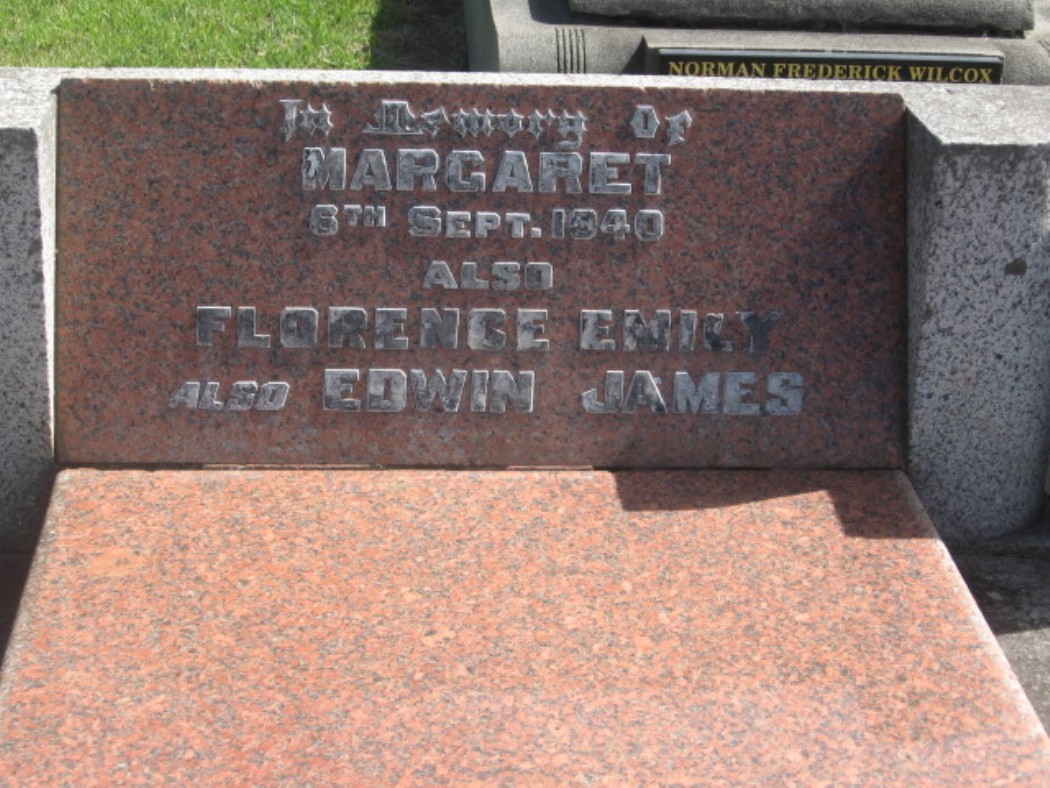 NORMAN FREDERICK WILCOX
In Memory Of
MARGARET
6TH SEPT. 1940
ALSO
FLORENCE EMILY
ALSO EDWIN JAMES